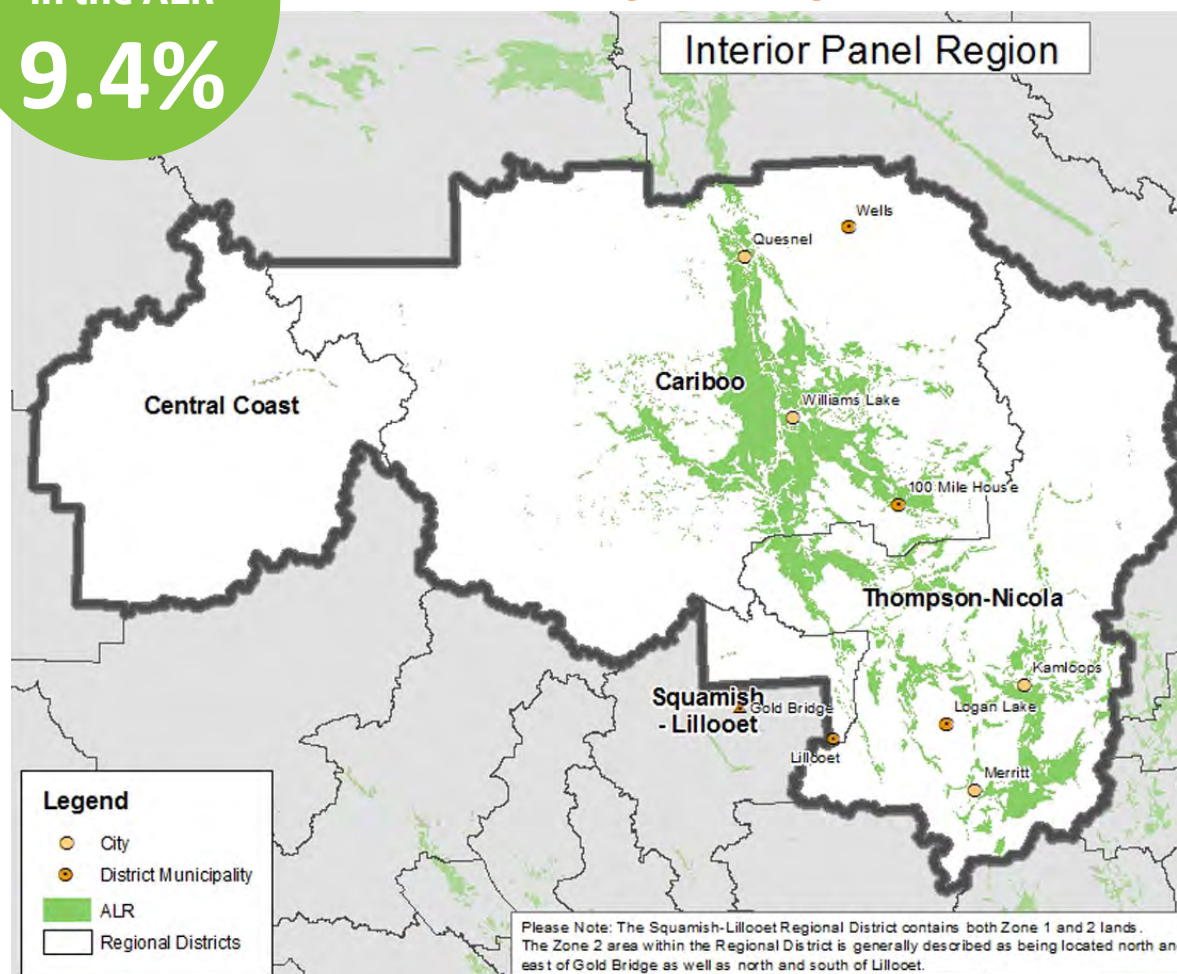 in the ALR
9.4%
Interior Panel Region
Wells
Quesnel
Cariboo
Central Coast
Williams Lake
100 Mile House
Thompson-Nicola
Kamloops
Squamish
- Lillooet
Gold Bridge
Logan Lake
Lillooet
Merritt
Legend
City
District Municipality
ALR
Regional Districts
Please Note: The Squamish-Lillooet Regional District contains both Zone 1 and 2 lands.
The Zone 2 area within the Regional District is generally described as being located north
east of Gold Bridge as well as north and south of Lillooet.